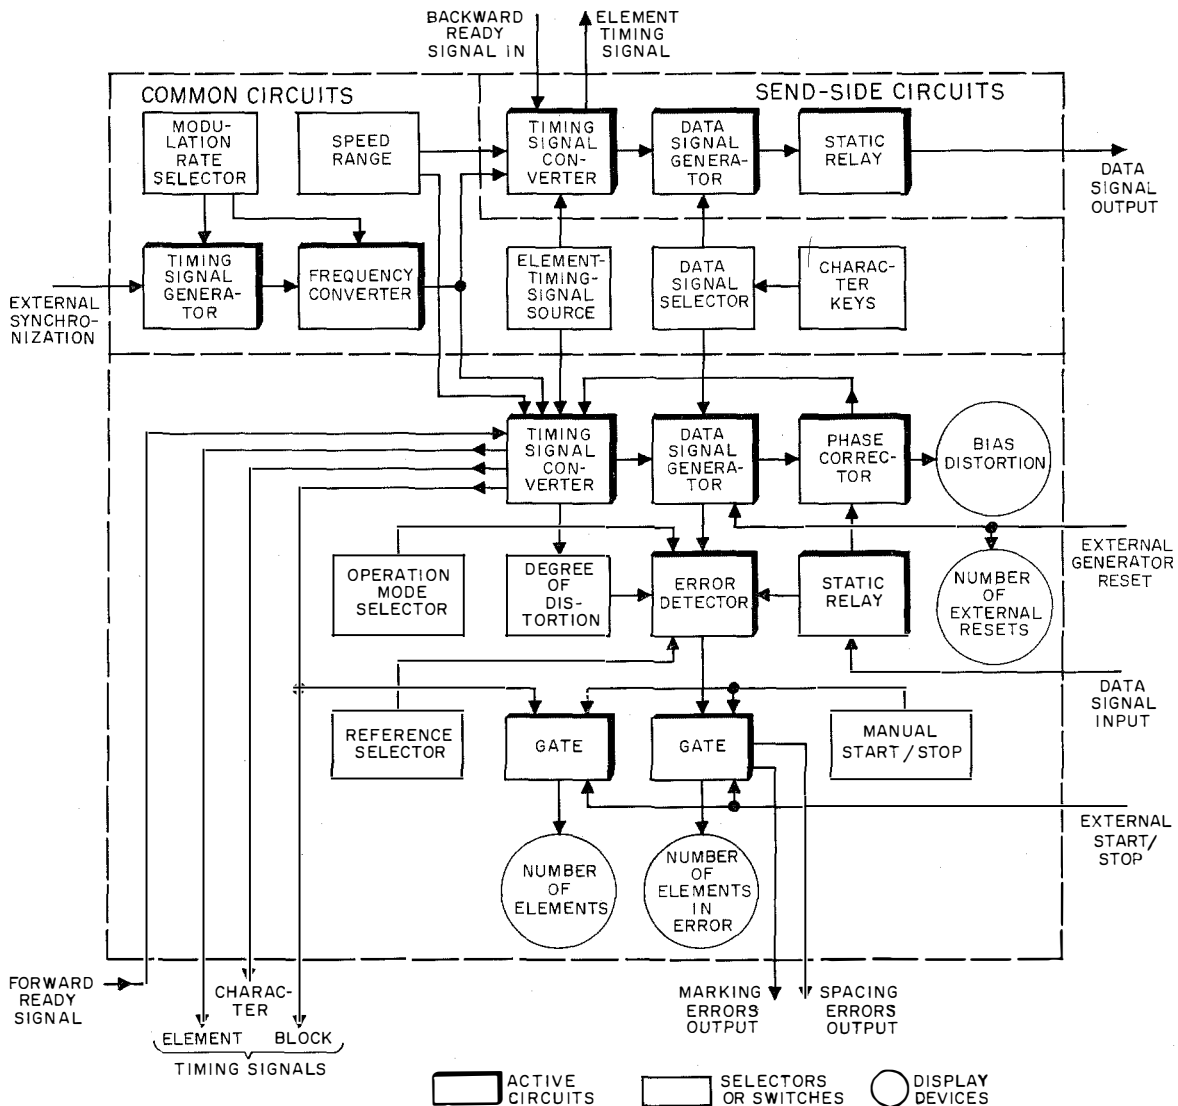 BACKWARD
READY
SIGNAL IN
ELEMENT
TIMING
SIGNAL
COMMON CIRCUITS
SEND-SIDE CIRCUITS
MODU-
LATION
RATE
SELECTOR
SPEED
RANGE
TIMING
SIGNAL
CON-
VERTER
DATA
SIGNAL
GENERA-
TOR
STATIC
RELAY
DATA
SIGNAL
OUTPUT
TIMING
SIGNAL
GENERA-
TOR
FREQUENCY
CONVERTER
ELEMENT-
TIMING-
SIGNAL
SOURCE
DATA
SIGNAL
SELECTOR
CHARAC-
TER
KEYS
EXTERNAL
SYNCHRO-
NIZATION
TIMING
SIGNAL
CON-
VERTER
DATA
SIGNAL
GENERA-
TOR
PHASE
CORREC-
TOR
BIAS
DISTORTION
OPERATION
MODE
SELECTOR
DEGREE
OF DIS-
TORTION
ERROR
DETECTOR
STATIC
RELAY
NUMBER
OF
EXTERNAL
RESETS
EXTERNAL
GENERATOR
RESET
DATA
SIGNAL
INPUT
REFERENCE
SELECTOR
GATE
GATE
MANUAL
START / STOP
EXTERNAL
START/
STOP
NUMBER
OF
ELEMENTS
NUMBER
OF
ELEMENTS
IN
ERROR
FORWARD
READY
SIGNAL
CHARAC-
TER
ELEMENT
BLOCK
TIMING SIGNALS
MARKING
ERRORS
OUTPUT
SPACING
ERRORS
OUTPUT
ACTIVE
CIRCUITS
SELECTORS
OR SWITCHES
DISPLAY
DEVICES